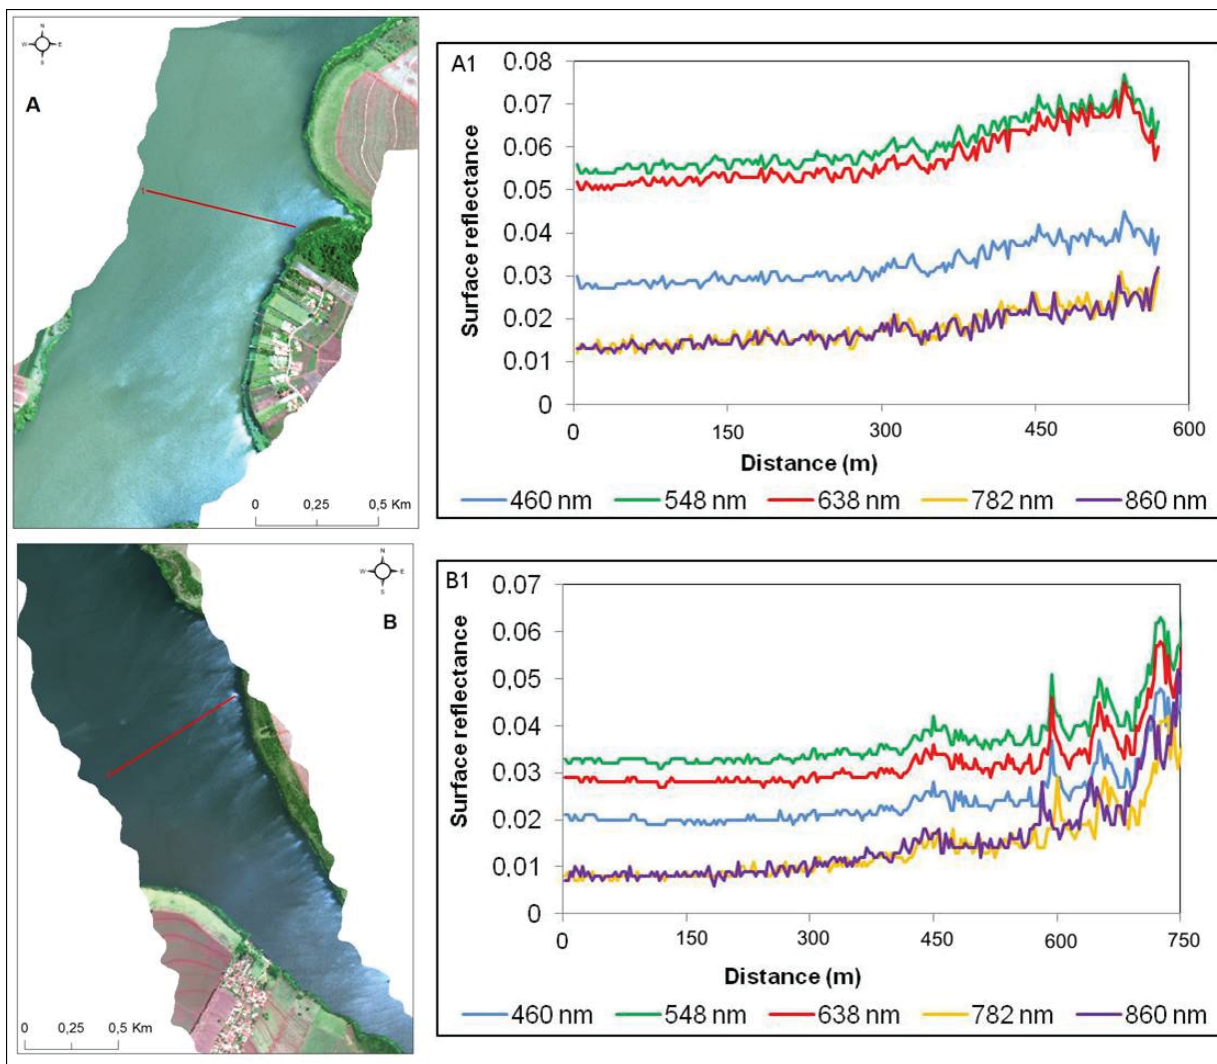 N
W E
S
A
0 0,25 0,5 Km
A1
0.08
0.07
0.06
0.05
0.04
0.03
0.02
0.01
0
0 150 300 450 600
Surface reflectance
Distance (m)
460 nm 548 nm 638 nm 782 nm 860 nm
N
W E
S
B
0 0,25 0,5 Km
B1
0.07
0.06
0,05
0.04
0.03
0.02
0.01
0
0 150 300 450 600 750
Surface reflectance
Distance (m)
460 nm 548 nm 638 nm 782 nm 860 nm